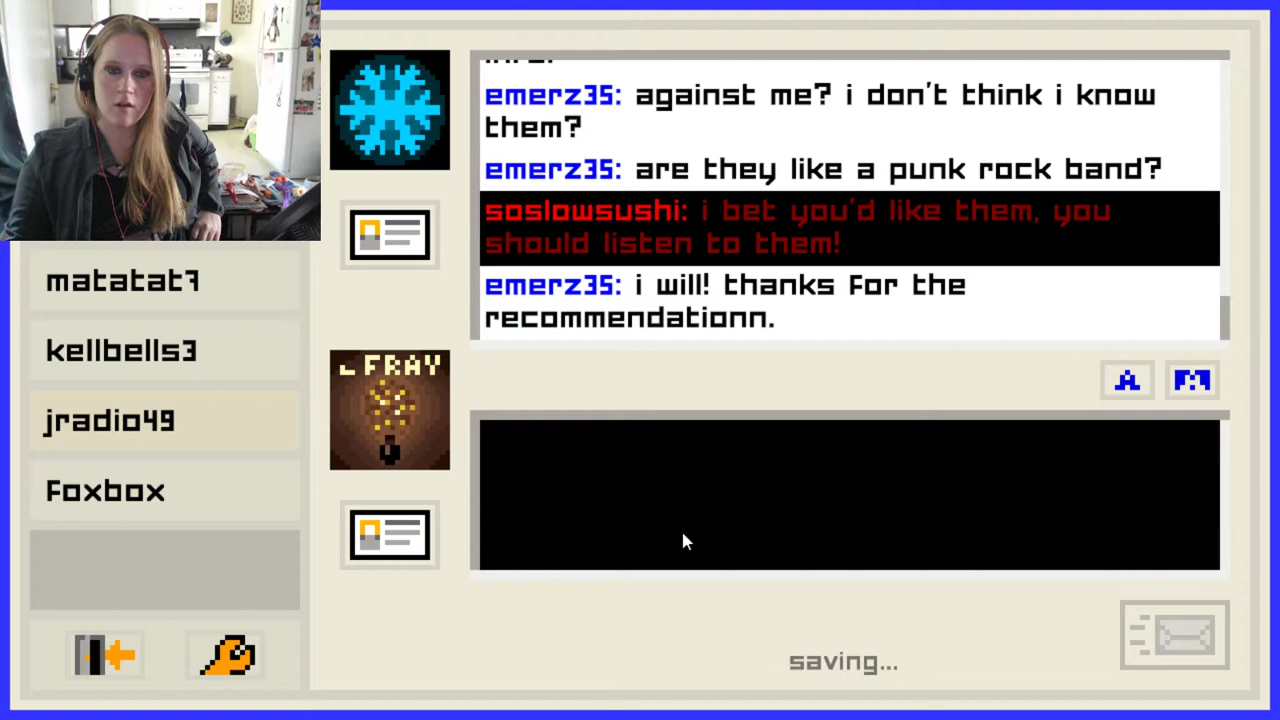 emerz35: against me? i don't think i know
them?
emerz35: are they like a punk rock band?
soslowsushi: i bet you'd like them, you
should listen to them!
emerz35: i will! thanks for the
recommendationn.
matatat7
kellbells3
jradio49
Foxbox
FRAY
A
saving...